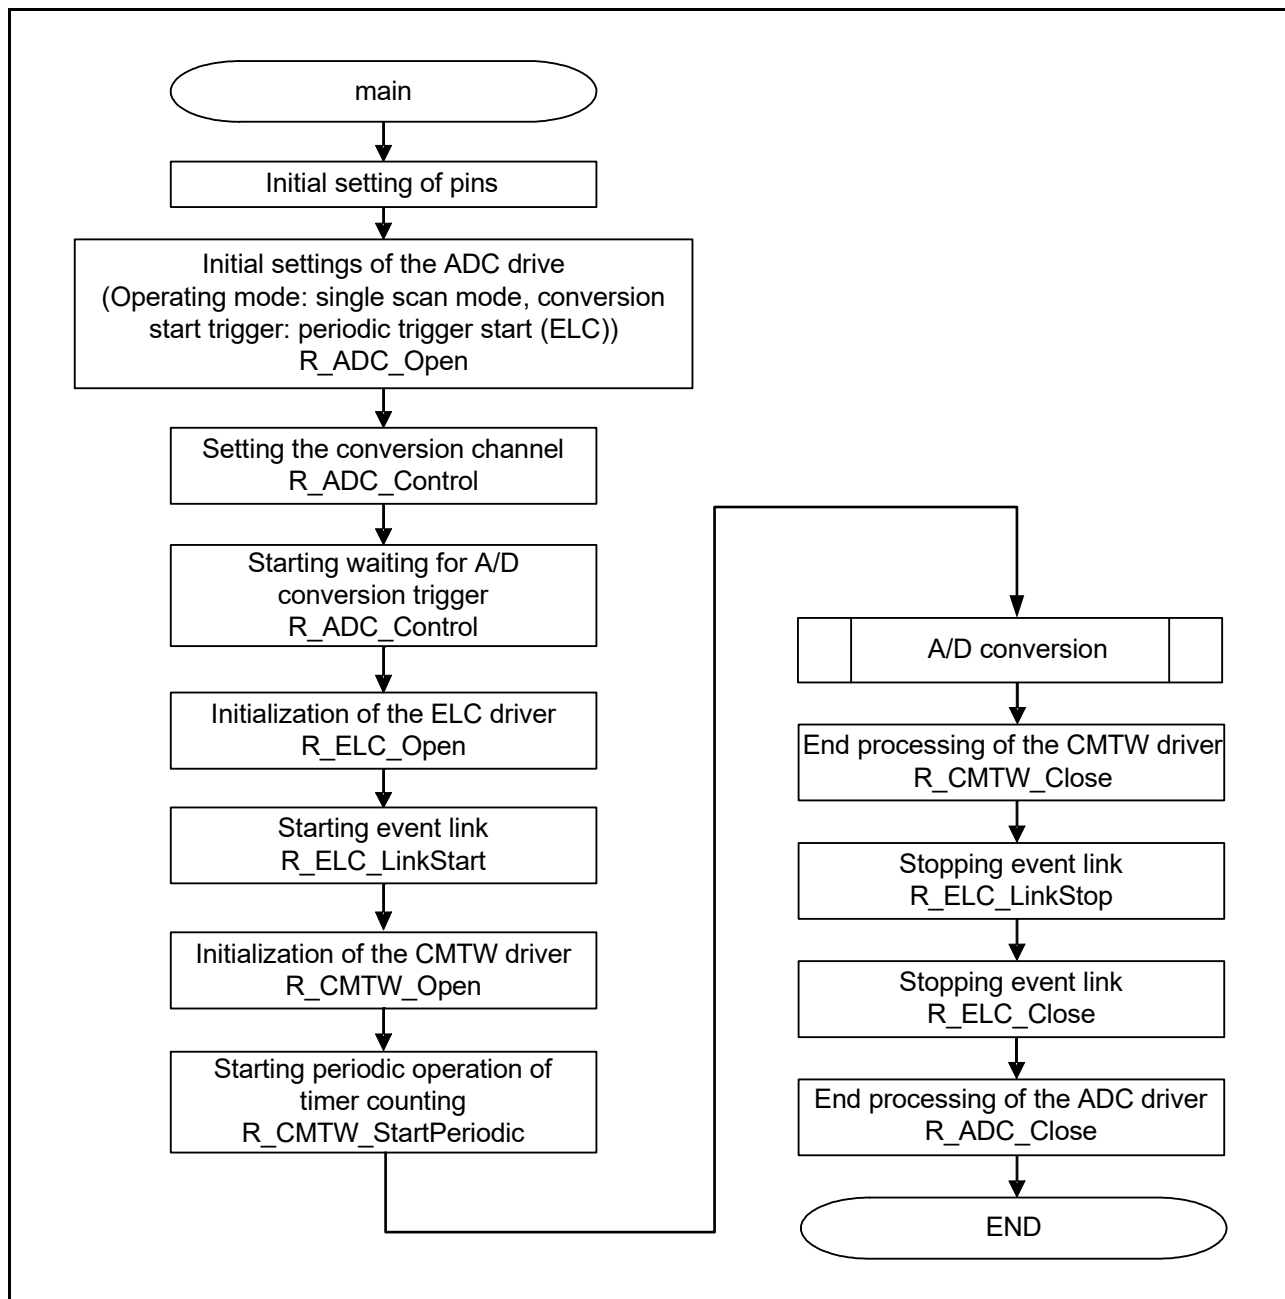 main
Initial setting of pins
Initial settings of the ADC drive
(Operating mode: single scan mode, conversion
start trigger: periodic trigger start (ELC))
R_ADC_Open
Setting the conversion channel
R_ADC_Control
Starting waiting for A/D
conversion trigger
R_ADC_Control
Initialization of the ELC driver
R_ELC_Open
Starting event link
R_ELC_LinkStart
Initialization of the CMTW driver
R_CMTW_Open
Starting periodic operation of
timer counting
R_CMTW_StartPeriodic
A/D conversion
End processing of the CMTW driver
R_CMTW_Close
Stopping event link
R_ELC_LinkStop
Stopping event link
R_ELC_Close
End processing of the ADC driver
R_ADC_Close
END